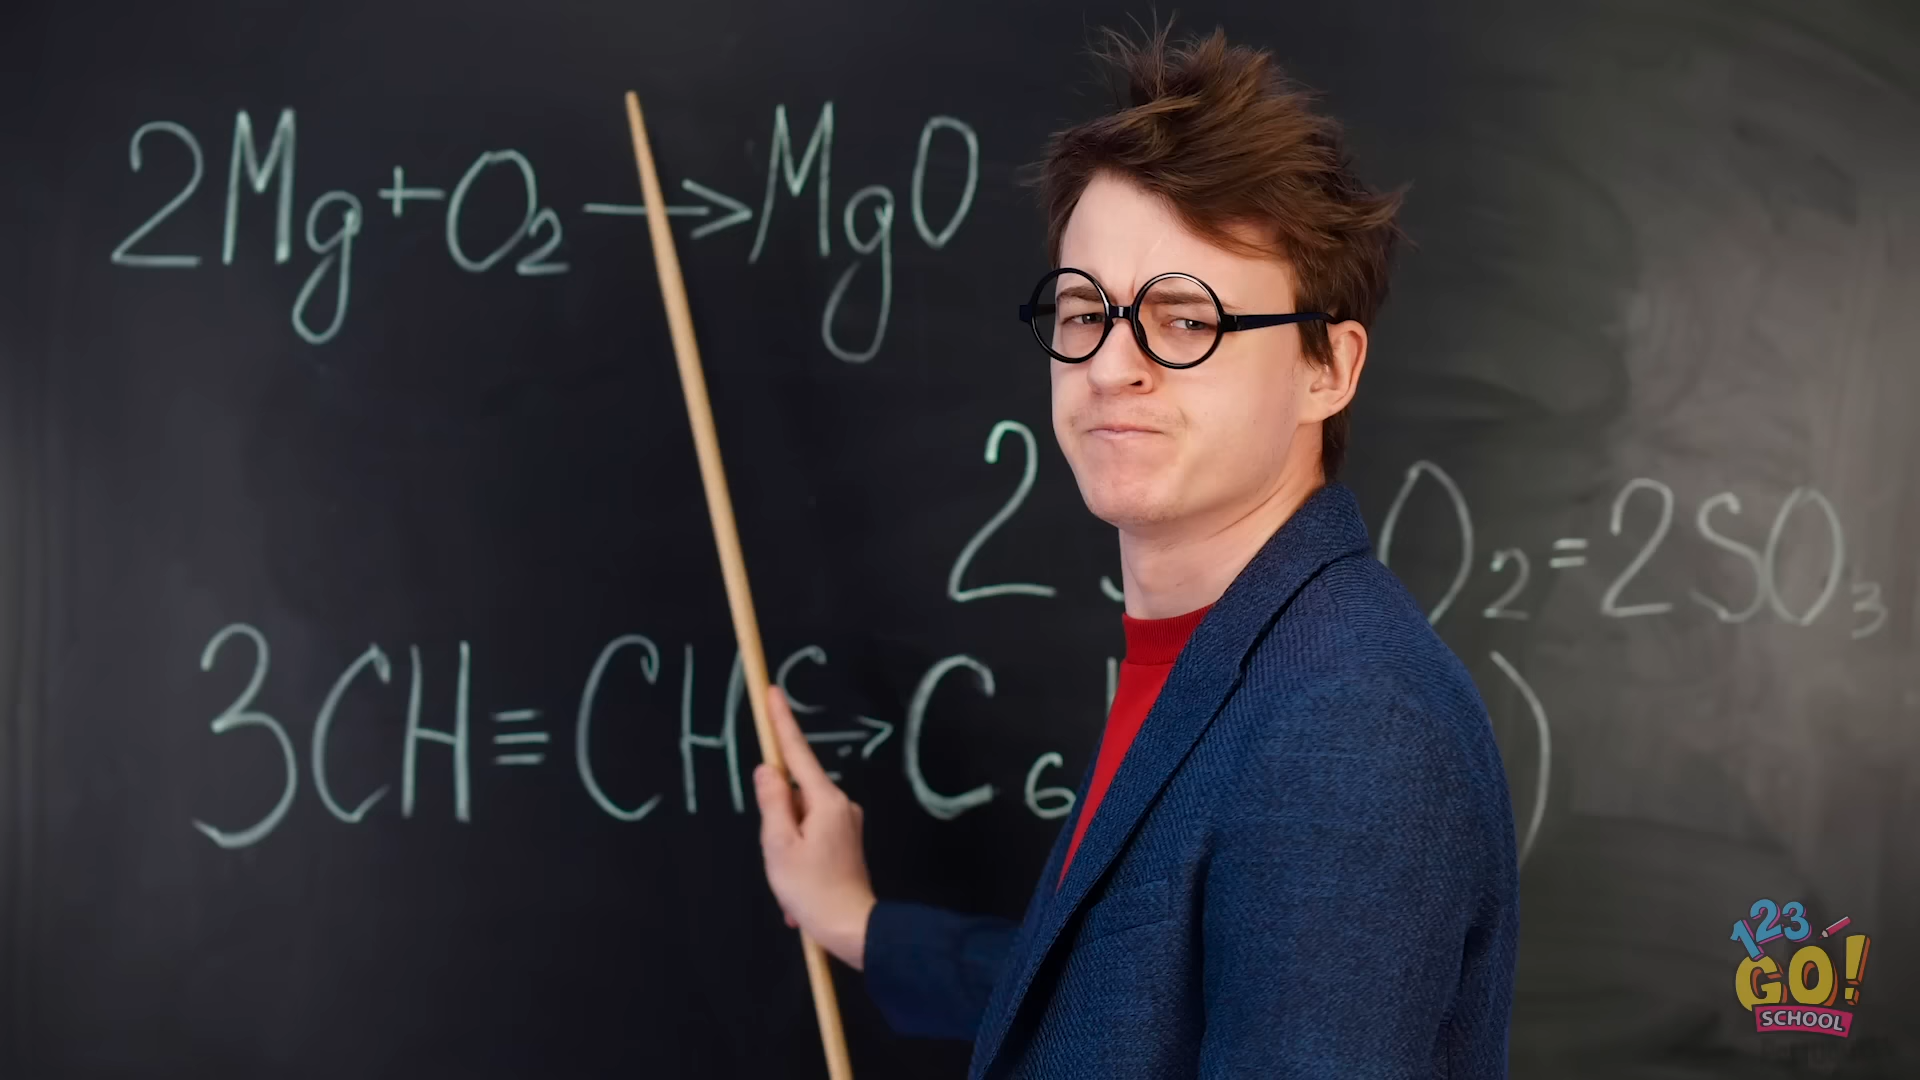 2Mg+O₂→MgO
2 O₂=2SO₃
3CH≡CH C→C₆ )
123
GO!
SCHOOL